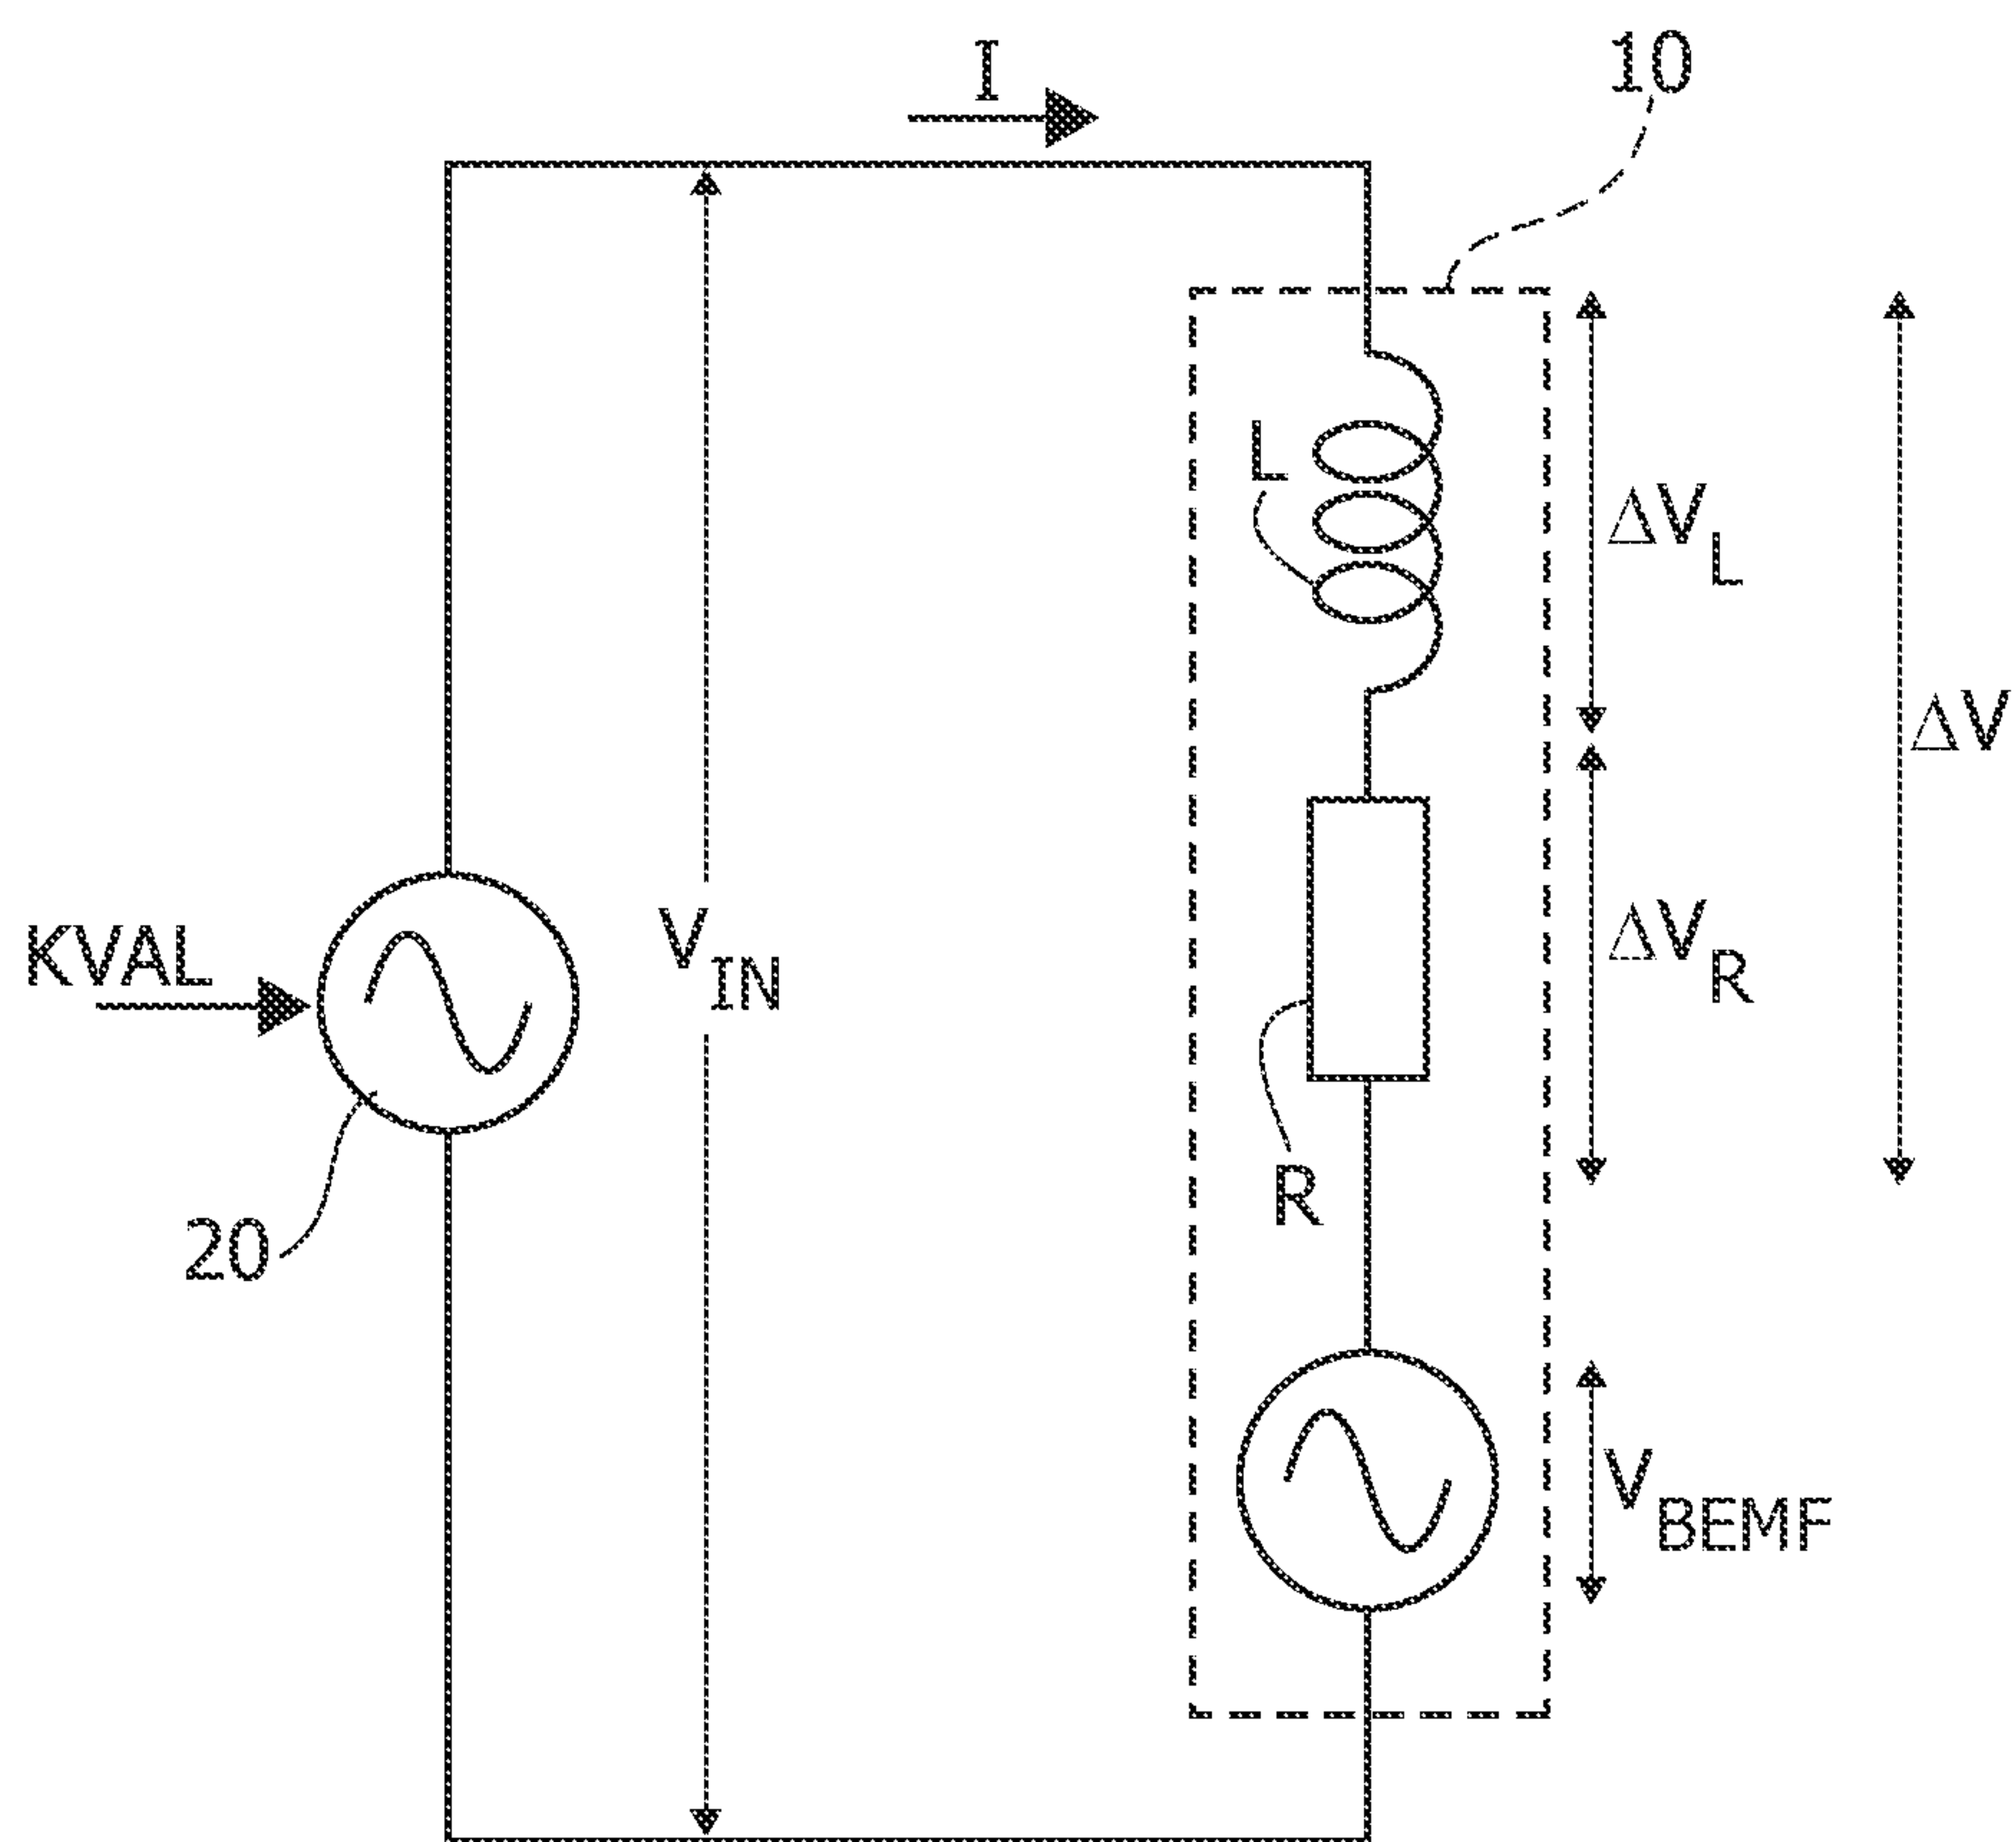 I
10
L
ΔV_L
ΔV
KVAL
V_IN
ΔV_R
R
20
V_BEMF